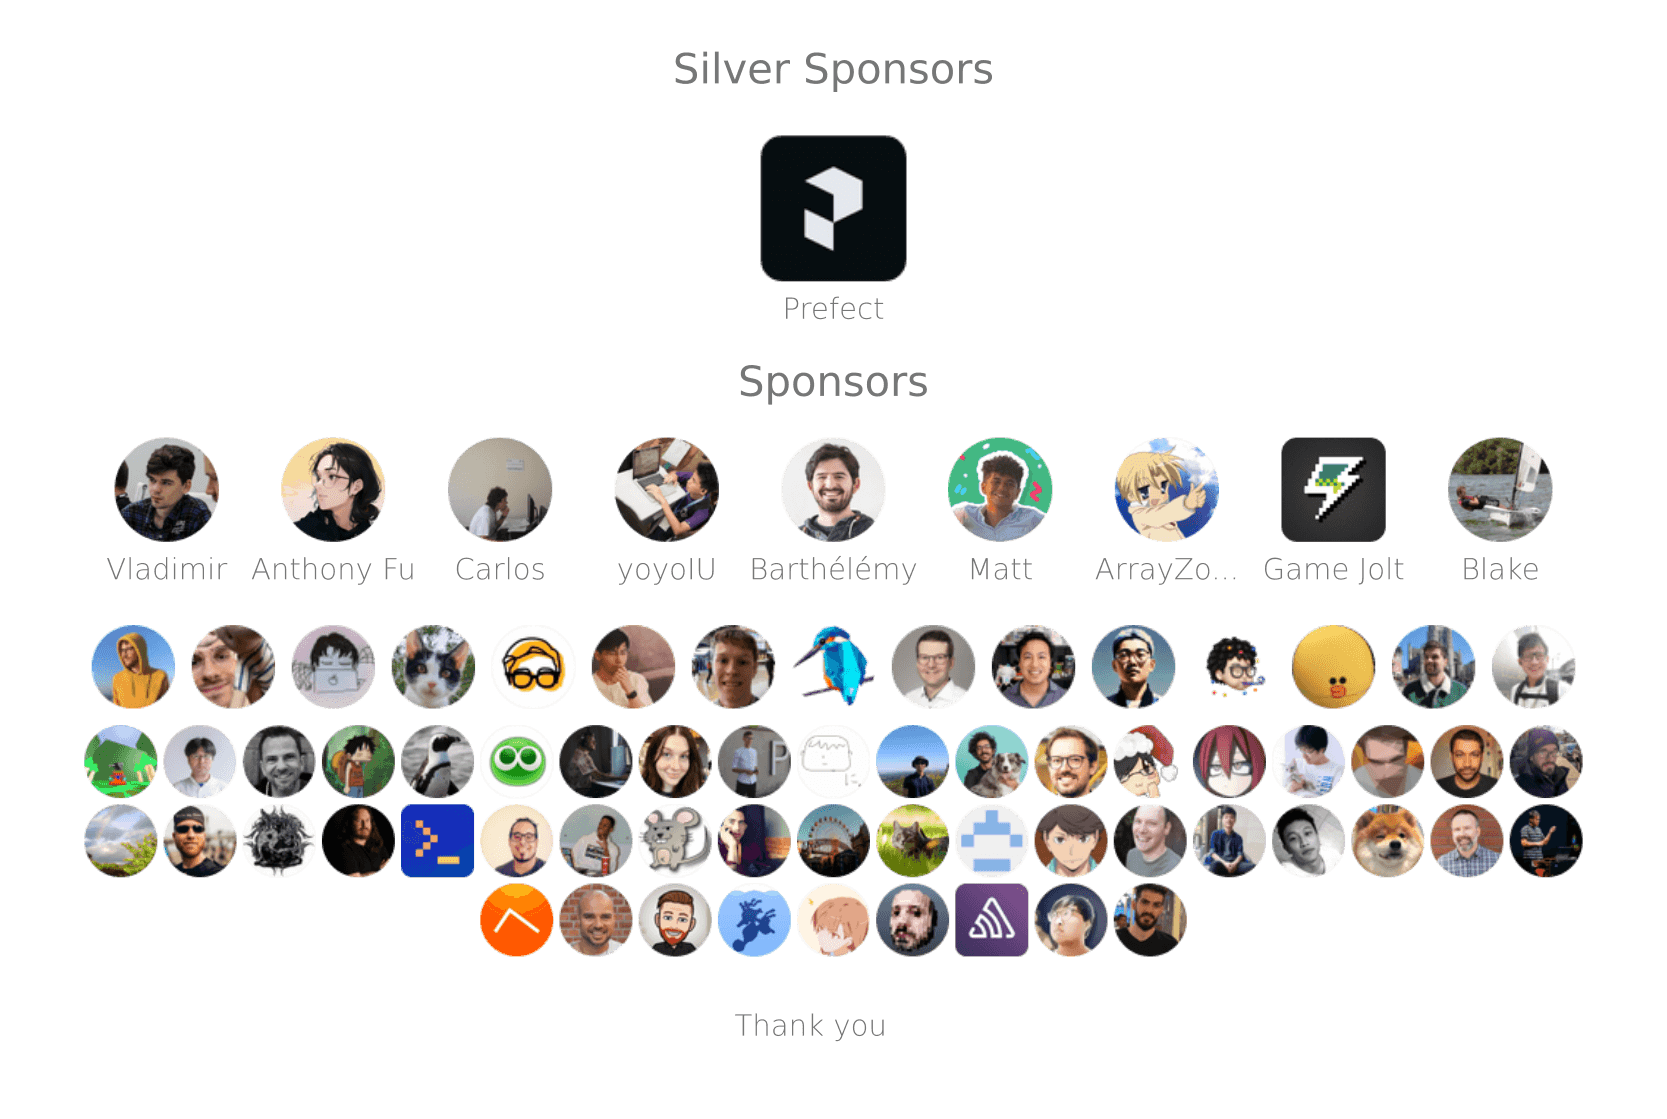 Silver Sponsors
Prefect
Sponsors
Vladimir Anthony Fu Carlos yoyoIU Barthélémy Matt ArrayZo... Game Jolt Blake
Thank you